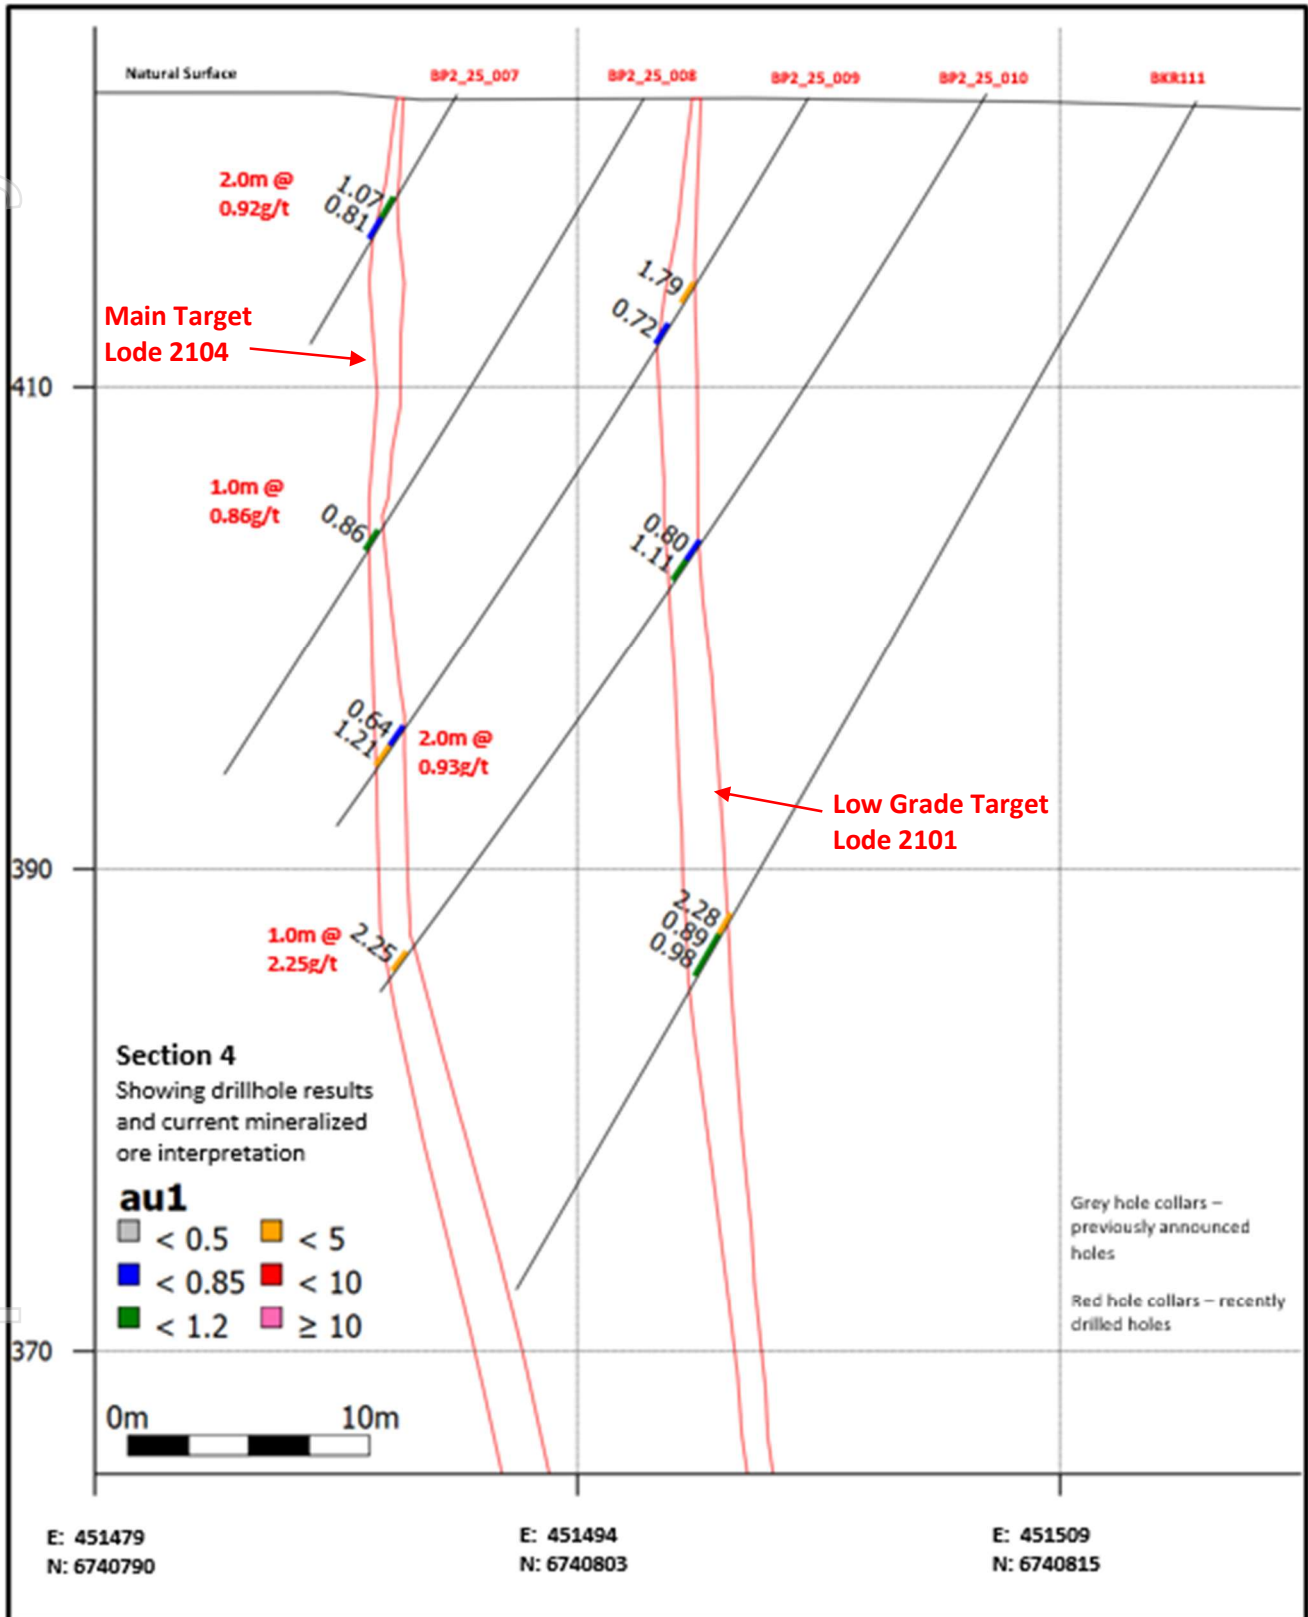 Natural Surface
BP2_25_007
BP2_25_008
BP2_25_009
BP2_25_010
BKR111
2.0m @
0.92g/t
1.07
0.81
Main Target
Lode 2104
1.79
0.72
410
1.0m @
0.86g/t
0.86
0.80
1.11
0.64
1.21
2.0m @
0.93g/t
Low Grade Target
Lode 2101
390
2.28
0.89
0.98
1.0m @
2.25g/t
2.25
Section 4
Showing drillhole results
and current mineralized
ore interpretation
au1
< 0.5
< 5
< 0.85
< 10
< 1.2
≥ 10
Grey hole collars –
previously announced
holes
Red hole collars – recently
drilled holes
370
0m
10m
E: 451479
N: 6740790
E: 451494
N: 6740803
E: 451509
N: 6740815